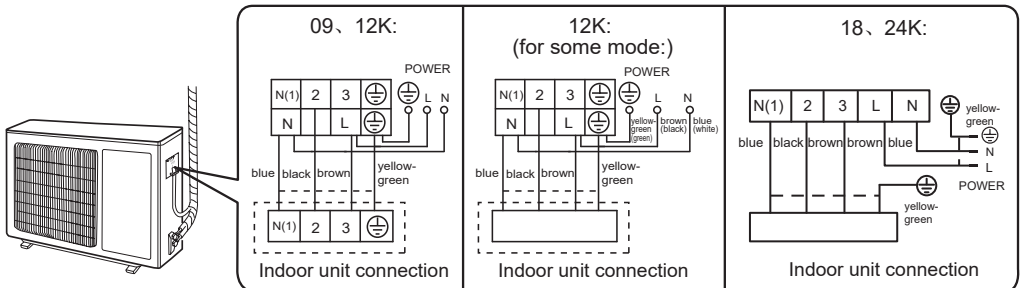 09、12K:
POWER
N(1) 2 3
L N
N L
blue black brown yellow-
green
N(1) 2 3
Indoor unit connection
12K:
(for some mode:)
POWER
N(1) 2 3
L N
N L
yellow-
green
(green)
brown
(black)
blue
(white)
blue black brown yellow-
green
Indoor unit connection
18、24K:
N(1) 2 3 L N
yellow-
green
blue black brown brown blue
N
L
POWER
yellow-
green
Indoor unit connection